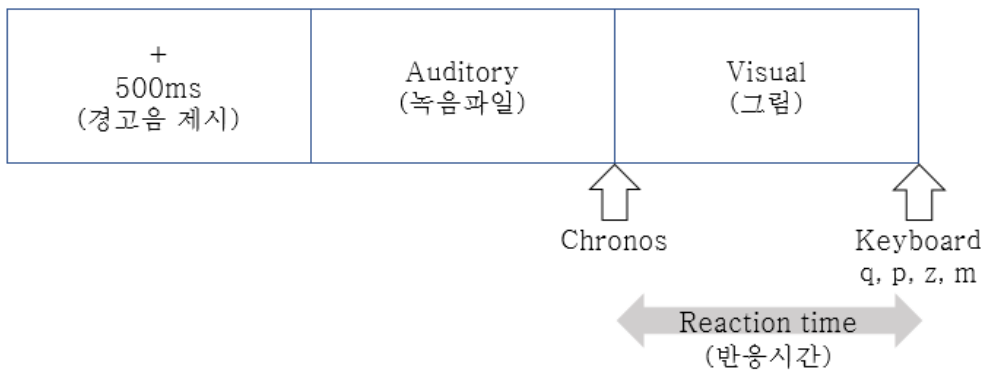 +
500ms
(경고음 제시)
Auditory
(녹음파일)
Visual
(그림)
Chronos
Keyboard
q, p, z, m
Reaction time
(반응시간)